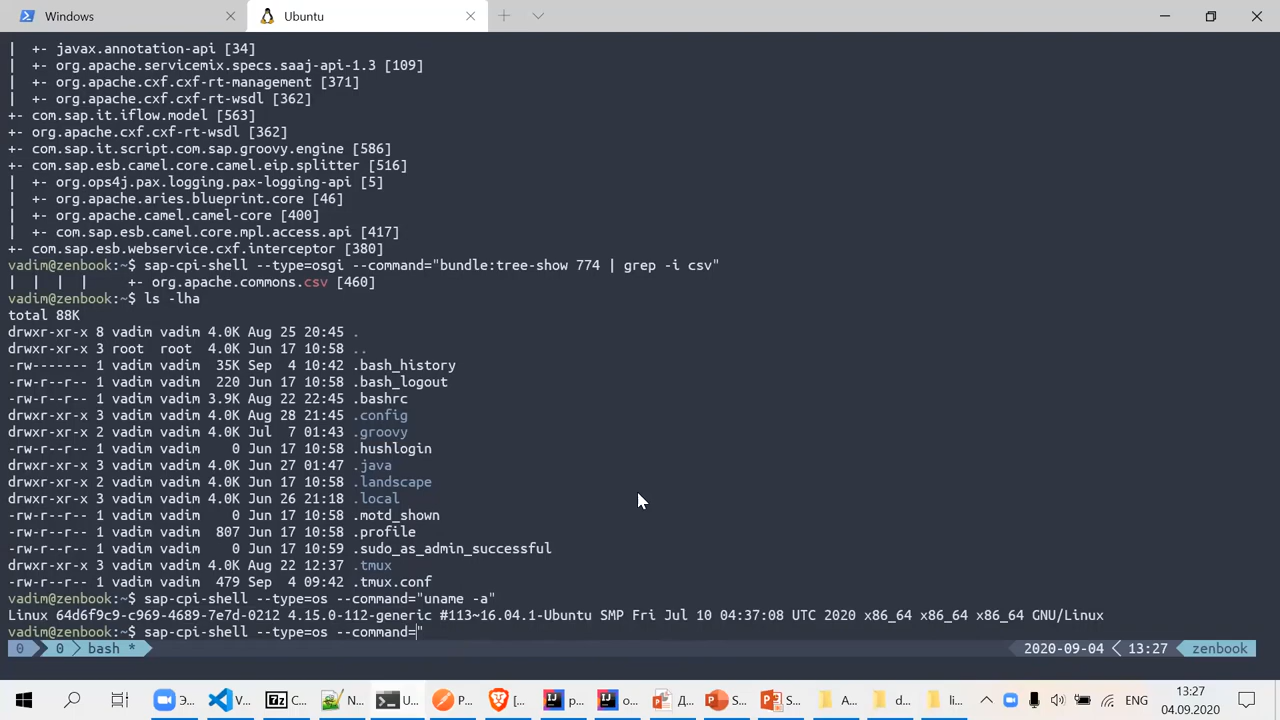 Windows
Ubuntu
| +- javax.annotation-api [34]
| +- org.apache.servicemix.specs.saaj-api-1.3 [109]
| +- org.apache.cxf.cxf-rt-management [371]
| +- org.apache.cxf.cxf-rt-wsdl [362]
+- com.sap.it.iflow.model [563]
+- org.apache.cxf.cxf-rt-wsdl [362]
+- com.sap.it.script.com.sap.groovy.engine [586]
+- com.sap.esb.camel.core.camel.eip.splitter [516]
| +- org.ops4j.pax.logging.pax-logging-api [5]
| +- org.apache.aries.blueprint.core [46]
| +- org.apache.camel.camel-core [400]
| +- com.sap.esb.camel.core.mpl.access.api [417]
+- com.sap.esb.webservice.cxf.interceptor [380]
vadim@zenbook:~$ sap-cpi-shell --type=osgi --command="bundle:tree-show 774 | grep -i csv"
| | | | +- org.apache.commons.csv [460]
vadim@zenbook:~$ ls -lha
total 88K
drwxr-xr-x 8 vadim vadim 4.0K Aug 25 20:45 .
drwxr-xr-x 3 root root 4.0K Jun 17 10:58 ..
-rw------- 1 vadim vadim 35K Sep 4 10:42 .bash_history
-rw-r--r-- 1 vadim vadim 220 Jun 17 10:58 .bash_logout
-rw-r--r-- 1 vadim vadim 3.9K Aug 22 22:45 .bashrc
drwxr-xr-x 3 vadim vadim 4.0K Aug 28 21:45 .config
drwxr-xr-x 2 vadim vadim 4.0K Jul 7 01:43 .groovy
-rw-r--r-- 1 vadim vadim 0 Jun 17 10:58 .hushlogin
drwxr-xr-x 3 vadim vadim 4.0K Jun 27 01:47 .java
drwxr-xr-x 2 vadim vadim 4.0K Jun 17 10:58 .landscape
drwxr-xr-x 3 vadim vadim 4.0K Jun 26 21:18 .local
-rw-r--r-- 1 vadim vadim 0 Jun 17 10:58 .motd_shown
-rw-r--r-- 1 vadim vadim 807 Jun 17 10:58 .profile
-rw-r--r-- 1 vadim vadim 0 Jun 17 10:59 .sudo_as_admin_successful
drwxr-xr-x 3 vadim vadim 4.0K Aug 22 12:37 .tmux
-rw-r--r-- 1 vadim vadim 479 Sep 4 09:42 .tmux.conf
vadim@zenbook:~$ sap-cpi-shell --type=os --command="uname -a"
Linux 64d6f9c9-c969-4689-7e7d-0212 4.15.0-112-generic #113~16.04.1-Ubuntu SMP Fri Jul 10 04:37:08 UTC 2020 x86_64 x86_64 x86_64 GNU/Linux
vadim@zenbook:~$ sap-cpi-shell --type=os --command="
0 0 bash * 2020-09-04 13:27 zenbook
Э... V... C... N... U... P... [... p... o... Д... S... S... A... d... li... ENG 13:27
04.09.2020